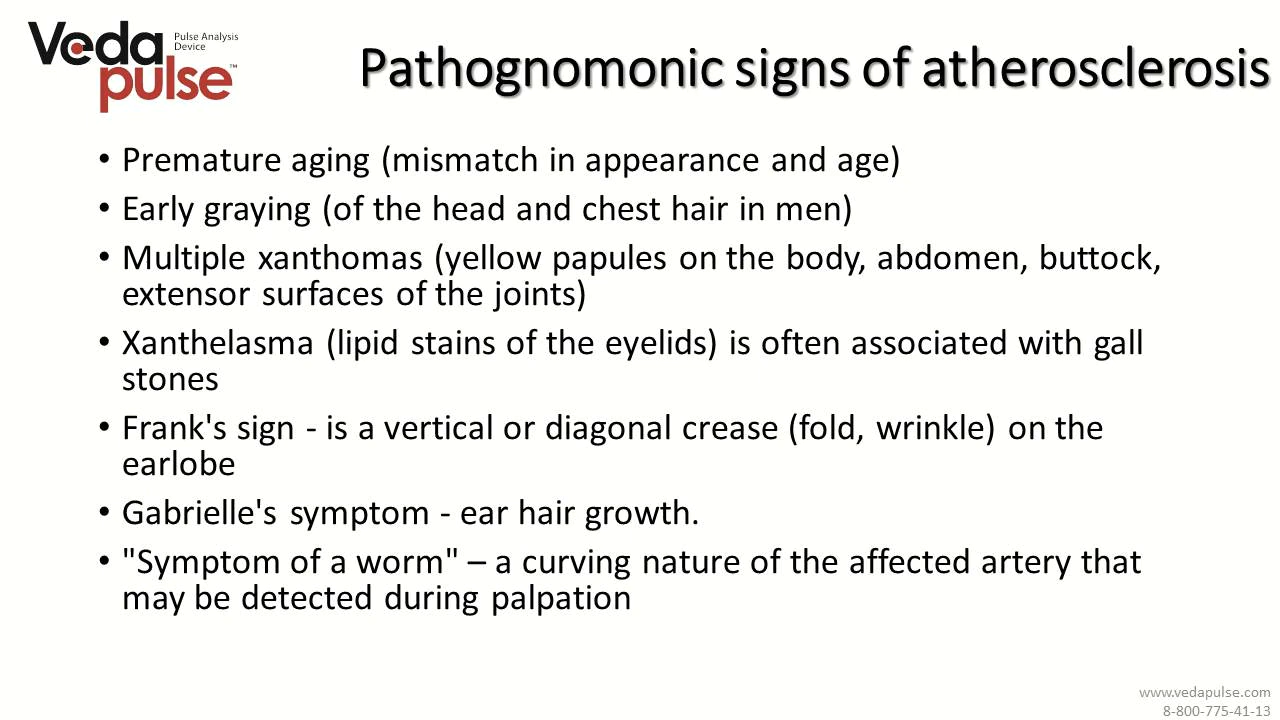 Veda
pulse™
Pulse Analysis
Device
Pathognomonic signs of atherosclerosis
• Premature aging (mismatch in appearance and age)
• Early graying (of the head and chest hair in men)
• Multiple xanthomas (yellow papules on the body, abdomen, buttock,
extensor surfaces of the joints)
• Xanthelasma (lipid stains of the eyelids) is often associated with gall
stones
• Frank's sign - is a vertical or diagonal crease (fold, wrinkle) on the
earlobe
• Gabrielle's symptom - ear hair growth.
• "Symptom of a worm" – a curving nature of the affected artery that
may be detected during palpation
www.vedapulse.com
8-800-775-41-13